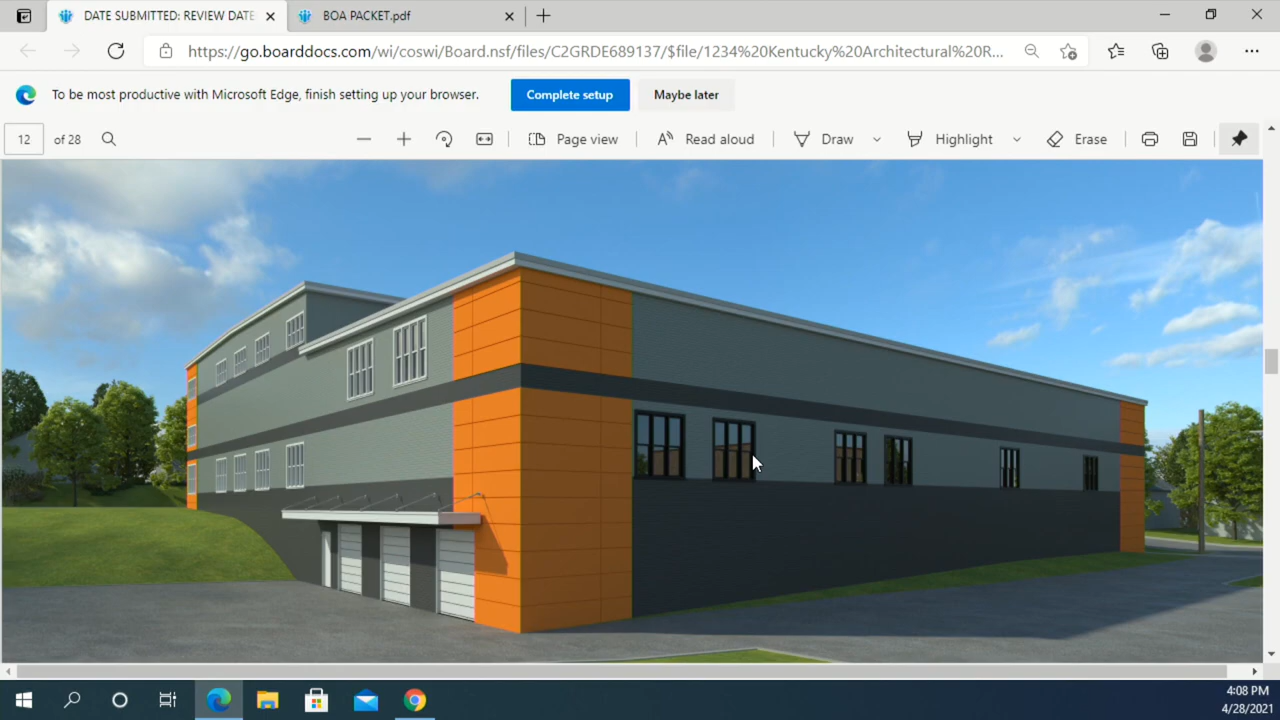 DATE SUBMITTED: REVIEW DATE
BOA PACKET.pdf
https://go.boarddocs.com/wi/coswi/Board.nsf/files/C2GRDE689137/$file/1234%20Kentucky%20Architectural%20R...
To be most productive with Microsoft Edge, finish setting up your browser.
Complete setup
Maybe later
12 of 28
Page view
Read aloud
Draw
Highlight
Erase
4:08 PM
4/28/2021